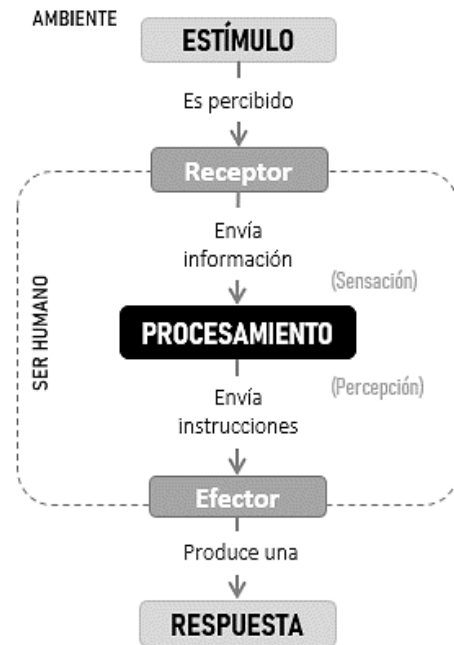 AMBIENTE
ESTÍMULO
Es percibido
Receptor
Envía
información
(Sensación)
SER HUMANO
PROCESAMIENTO
(Percepción)
Envía
instrucciones
Efector
Produce una
RESPUESTA